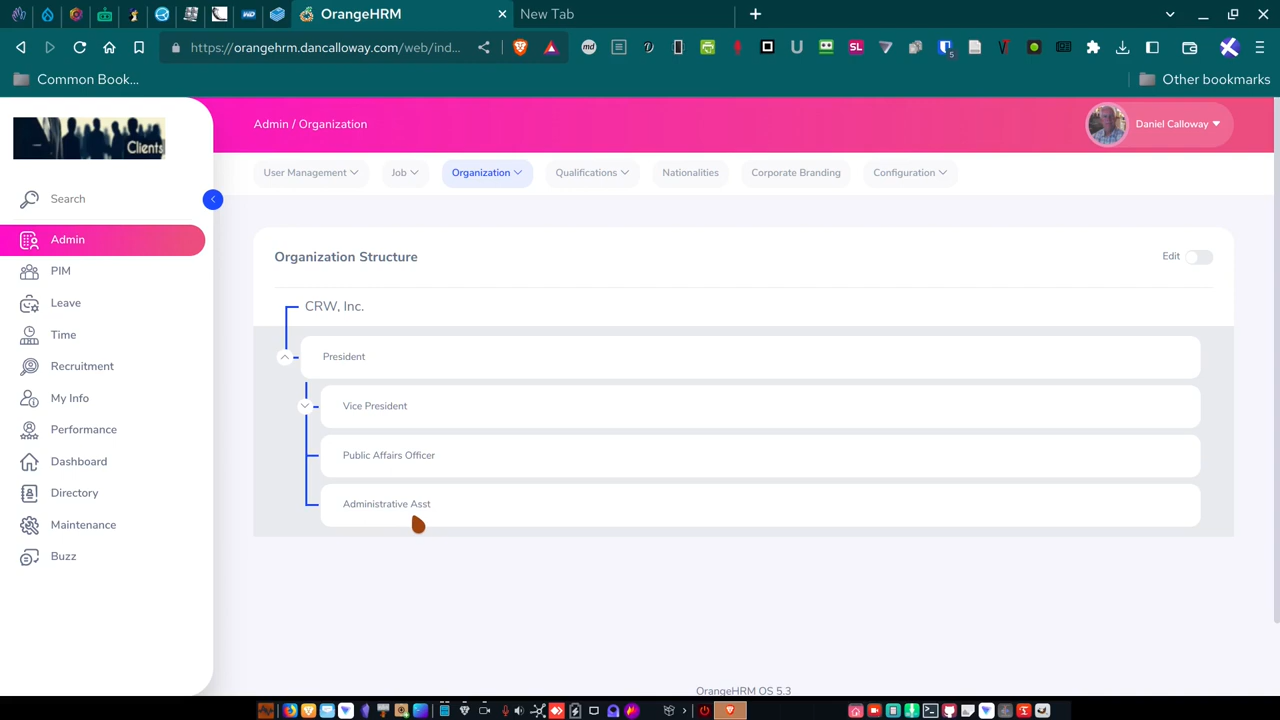 OrangeHRM
New Tab
https://orangehrm.dancalloway.com/web/ind...
Common Book...
Other bookmarks
Clients
Admin / Organization
Daniel Calloway
User Management
Job
Organization
Qualifications
Nationalities
Corporate Branding
Configuration
Search
Admin
PIM
Leave
Time
Recruitment
My Info
Performance
Dashboard
Directory
Maintenance
Buzz
Organization Structure
Edit
CRW, Inc.
President
Vice President
Public Affairs Officer
Administrative Asst
OrangeHRM OS 5.3